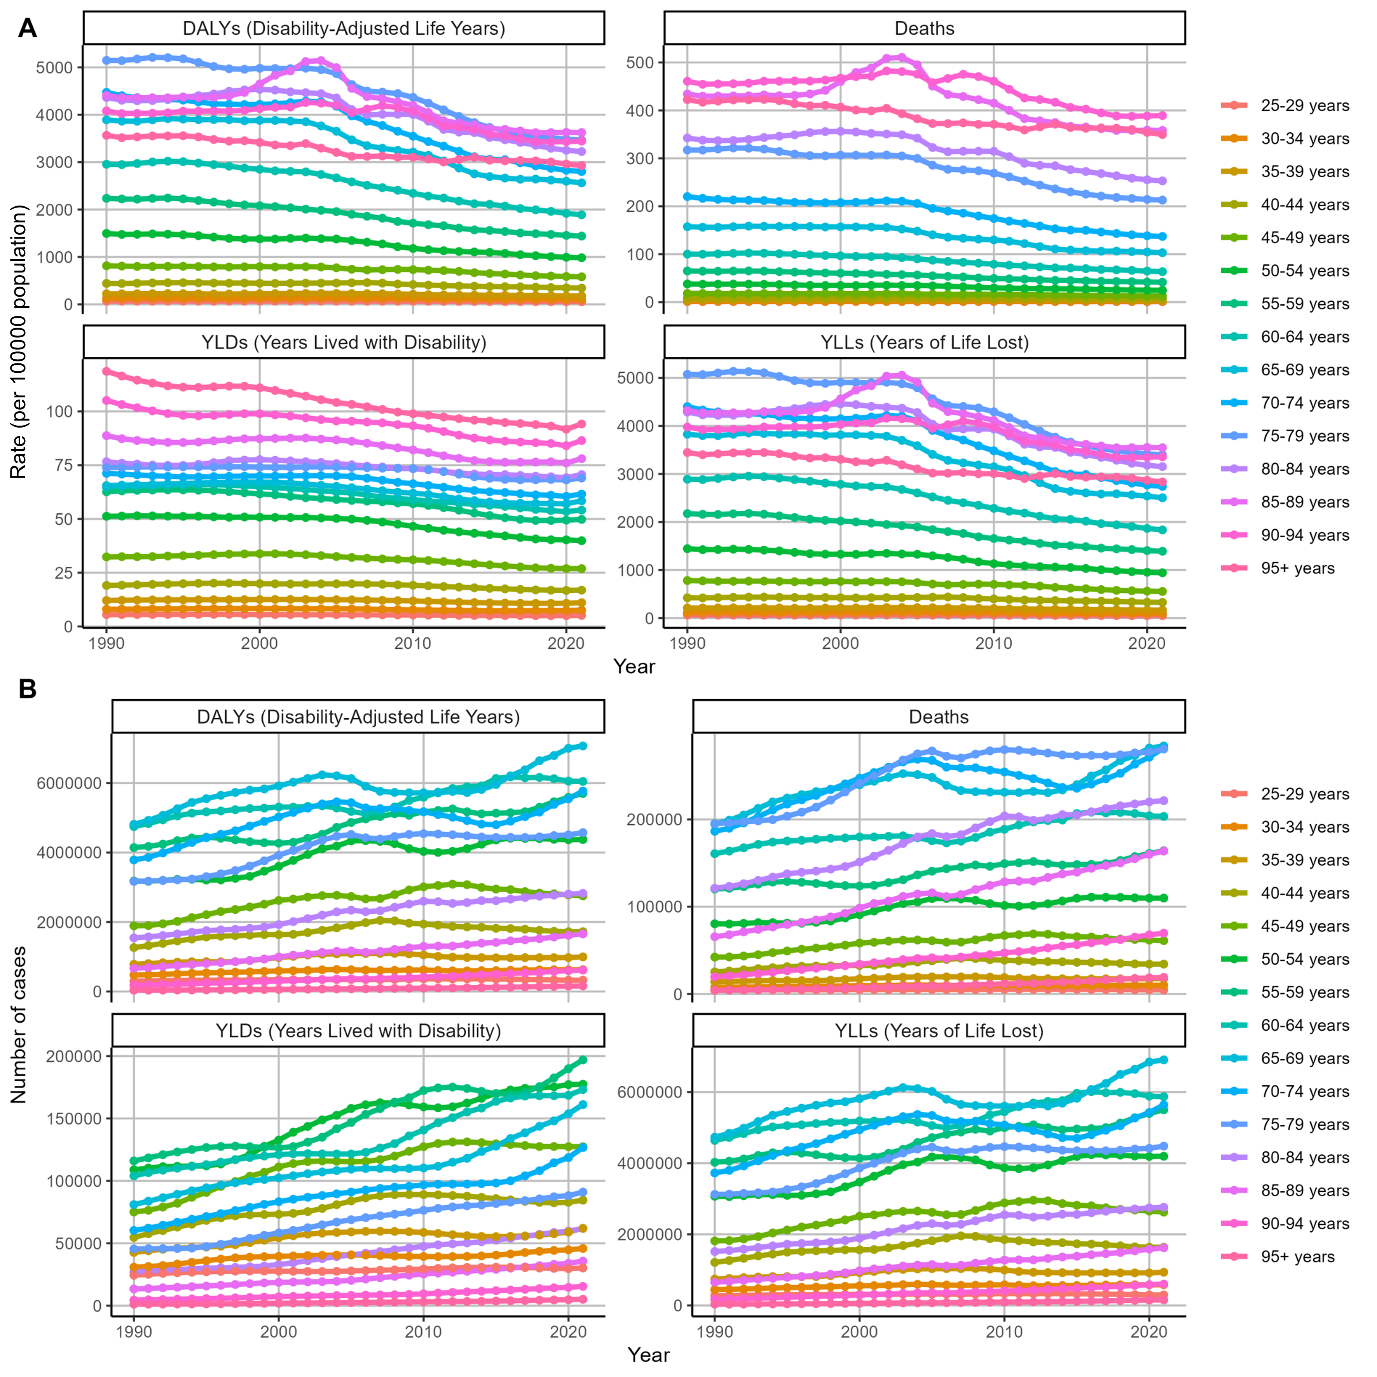 A
DALYs (Disability-Adjusted Life Years)
Deaths
5000
4000
3000
2000
1000
0
500
400
300
200
100
0
YLDs (Years Lived with Disability)
YLLs (Years of Life Lost)
100
75
50
25
0
5000
4000
3000
2000
1000
0
1990
2000
2010
2020
1990
2000
2010
2020
Rate (per 100000 population)
Year
25-29 years
30-34 years
35-39 years
40-44 years
45-49 years
50-54 years
55-59 years
60-64 years
65-69 years
70-74 years
75-79 years
80-84 years
85-89 years
90-94 years
95+ years
B
DALYs (Disability-Adjusted Life Years)
Deaths
6000000
4000000
2000000
0
200000
100000
0
YLDs (Years Lived with Disability)
YLLs (Years of Life Lost)
200000
150000
100000
50000
0
6000000
4000000
2000000
0
1990
2000
2010
2020
1990
2000
2010
2020
Number of cases
Year
25-29 years
30-34 years
35-39 years
40-44 years
45-49 years
50-54 years
55-59 years
60-64 years
65-69 years
70-74 years
75-79 years
80-84 years
85-89 years
90-94 years
95+ years